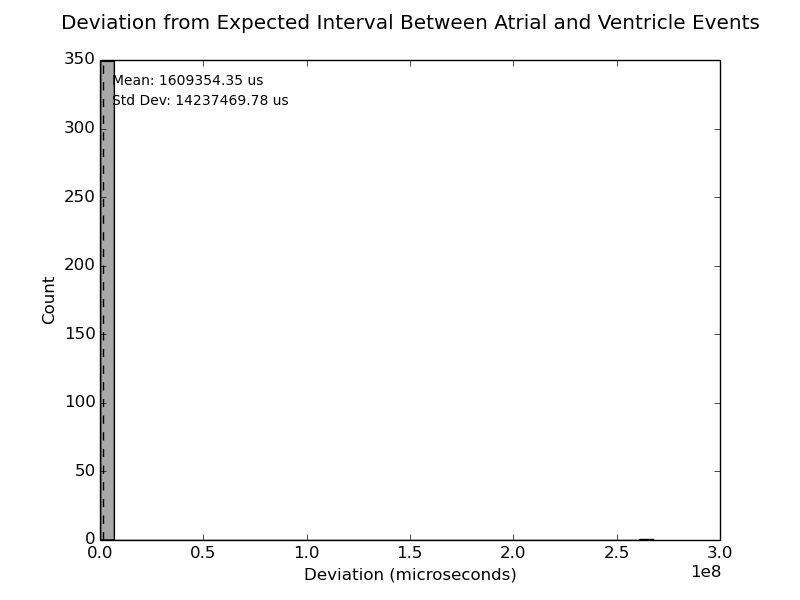 Deviation from Expected Interval Between Atrial and Ventricle Events
350
Mean: 1609354.35 us
Std Dev: 14237469.78 us
300
250
200
150
100
50
0
Count
0.0 0.5 1.0 1.5 2.0 2.5 3.0
1e8
Deviation (microseconds)